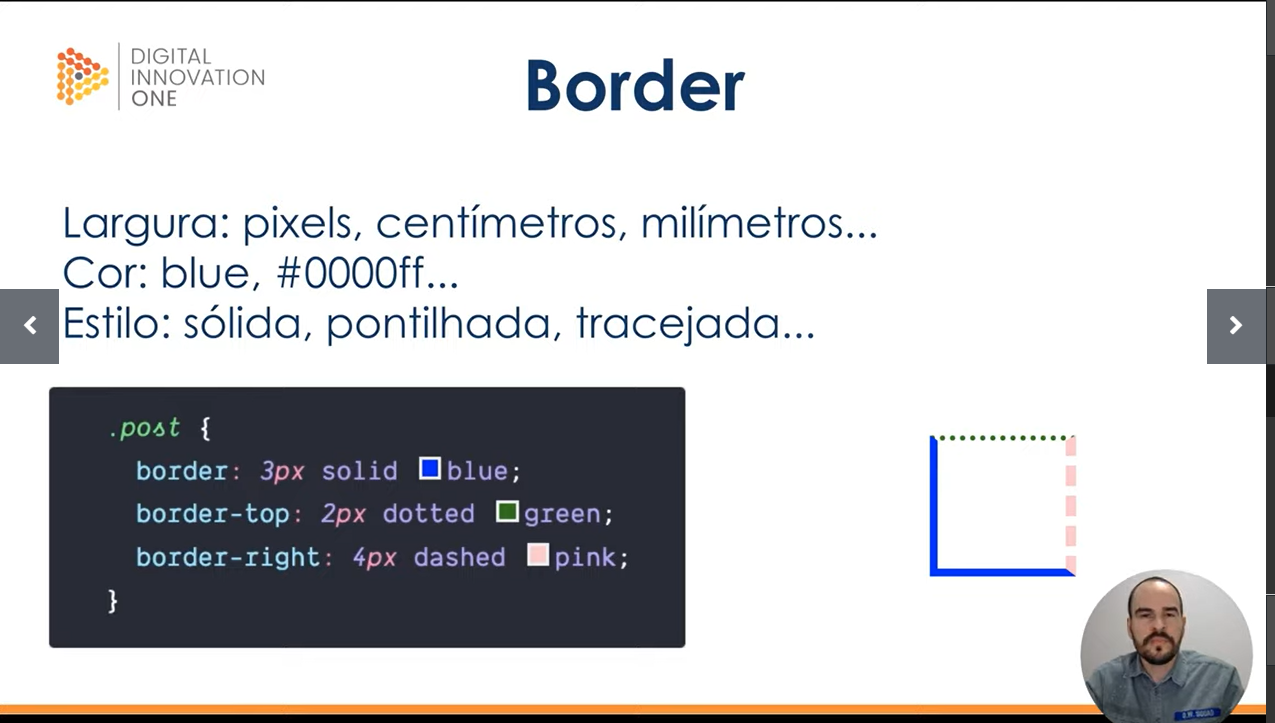 DIGITAL
INNOVATION
ONE
Border
Largura: pixels, centímetros, milímetros...
Cor: blue, #0000ff...
Estilo: sólida, pontilhada, tracejada...
.post {
border: 3px solid blue;
border-top: 2px dotted green;
border-right: 4px dashed pink;
}